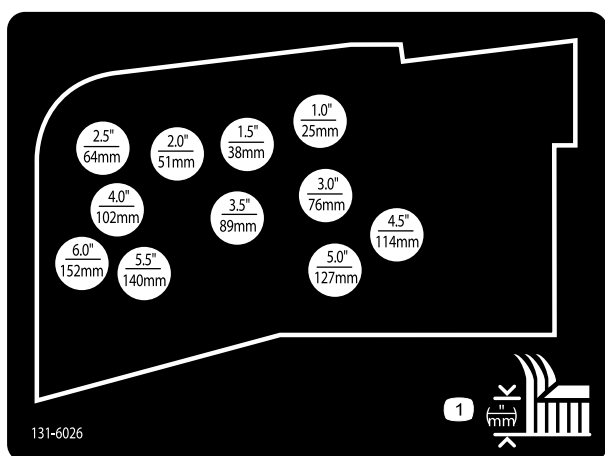 1.0"
25mm
2.5"
64mm
2.0"
51mm
1.5"
38mm
4.0"
102mm
3.5"
89mm
3.0"
76mm
4.5"
114mm
6.0"
152mm
5.5"
140mm
5.0"
127mm
1
"
(mm)
131-6026